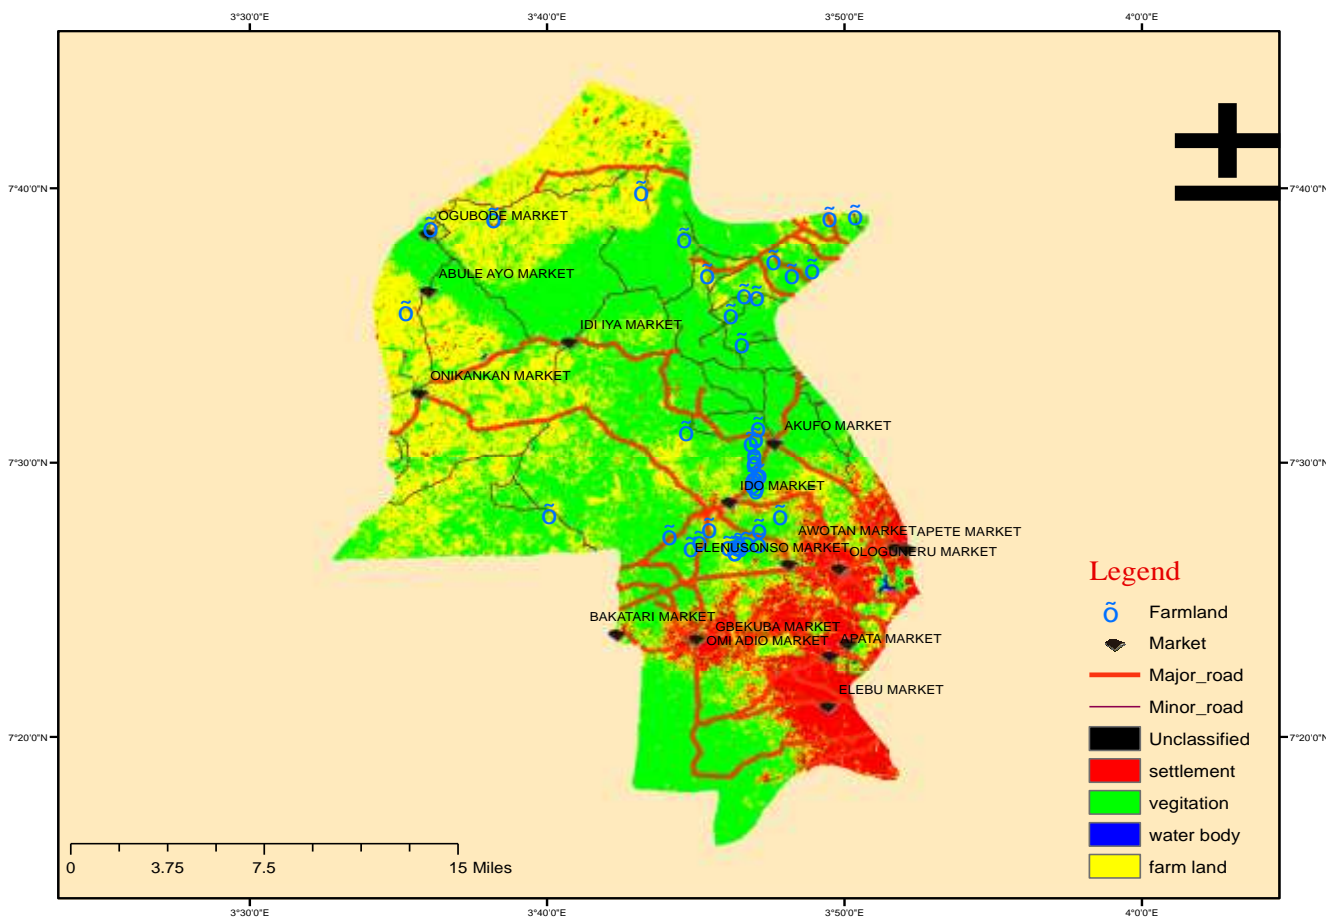 3°30'0"E 3°40'0"E 3°50'0"E 4°0'0"E
7°40'0"N 7°40'0"N
OGUBODE MARKET
ABULE AYO MARKET
IDI IYA MARKET
ONIKANKAN MARKET
AKUFO MARKET
7°30'0"N 7°30'0"N
IDO MARKET
AWOTAN MARKET APETE MARKET
ELENUSONSO MARKET OLOGUNERU MARKET
BAKATARI MARKET
GBEKUBA MARKET
OMI ADIO MARKET APATA MARKET
ELEBU MARKET
7°20'0"N 7°20'0"N
Legend
Farmland
Market
Major_road
Minor_road
Unclassified
settlement
vegitation
water body
farm land
0 3.75 7.5 15 Miles
3°30'0"E 3°40'0"E 3°50'0"E 4°0'0"E